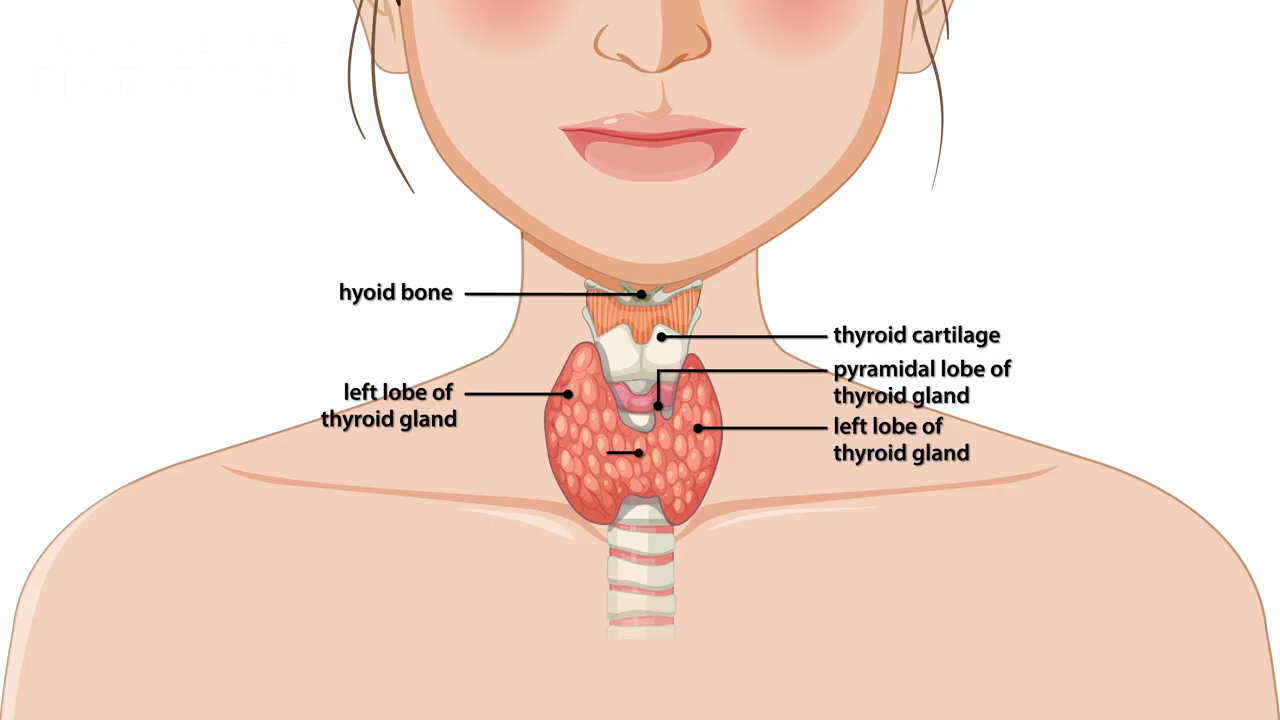 hyoid bone
thyroid cartilage
pyramidal lobe of
thyroid gland
left lobe of
thyroid gland
left lobe of
thyroid gland